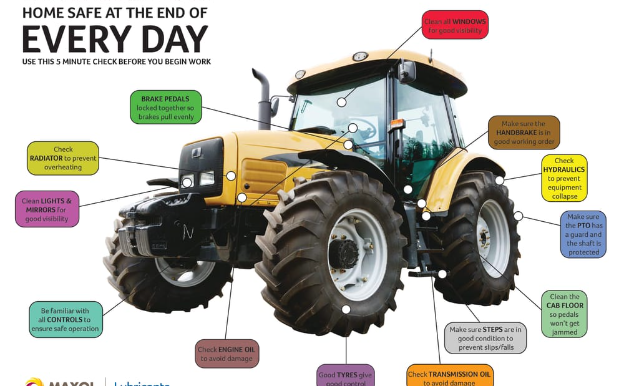 HOME SAFE AT THE END OF
EVERY DAY
USE THIS 5 MINUTE CHECK BEFORE YOU BEGIN WORK
Clean all WINDOWS
for good visibility
BRAKE PEDALS
locked together so
brakes pull evenly
Make sure the
HANDBRAKE is in
good working order
Check
RADIATOR to prevent
overheating
Check
HYDRAULICS
to prevent
equipment
collapse
Clean LIGHTS &
MIRRORS for
good visibility
Make sure
the PTO has
a guard and
the shaft is
protected
Be familiar with
all CONTROLS to
ensure safe operation
Clean the
CAB FLOOR
so pedals
won't get
jammed
Make sure STEPS are in
good condition to
prevent slips/falls
Check ENGINE OIL
to avoid damage
Good TYRES give
good control
Check TRANSMISSION OIL
to avoid damage
MAXOL
Lubricants